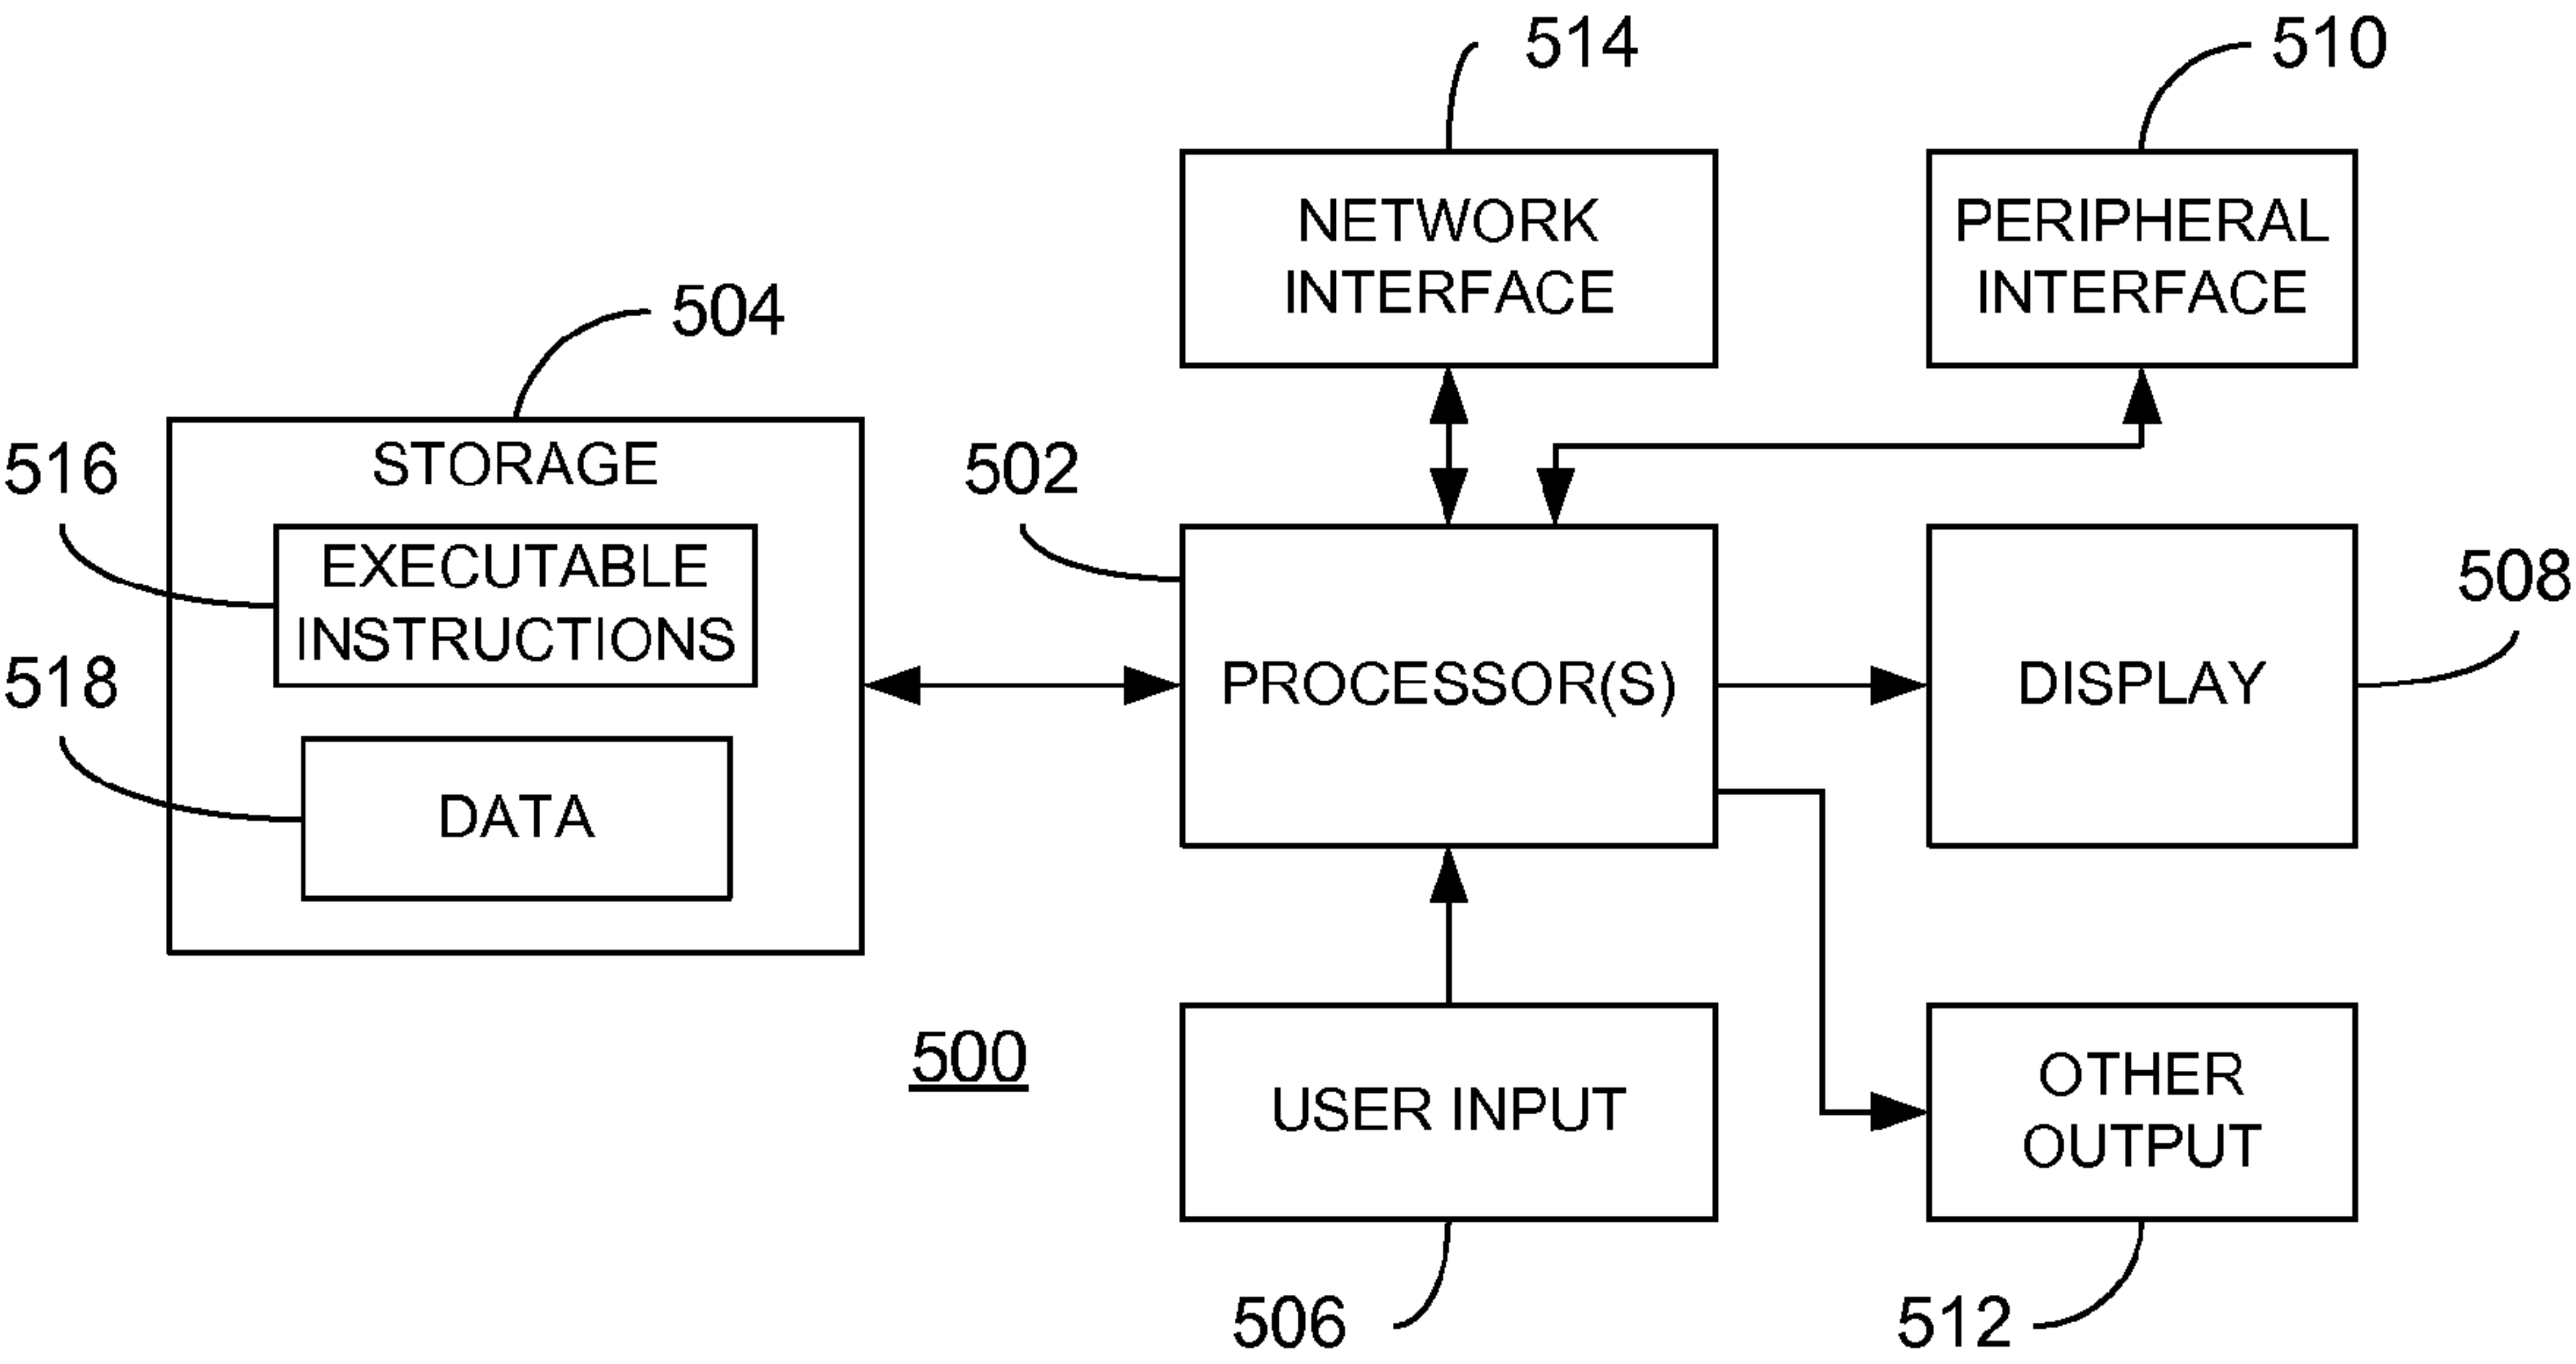 514
510
NETWORK
INTERFACE
PERIPHERAL
INTERFACE
504
STORAGE
516
EXECUTABLE
INSTRUCTIONS
518
DATA
502
PROCESSOR(S)
DISPLAY
508
500
USER INPUT
OTHER
OUTPUT
506
512